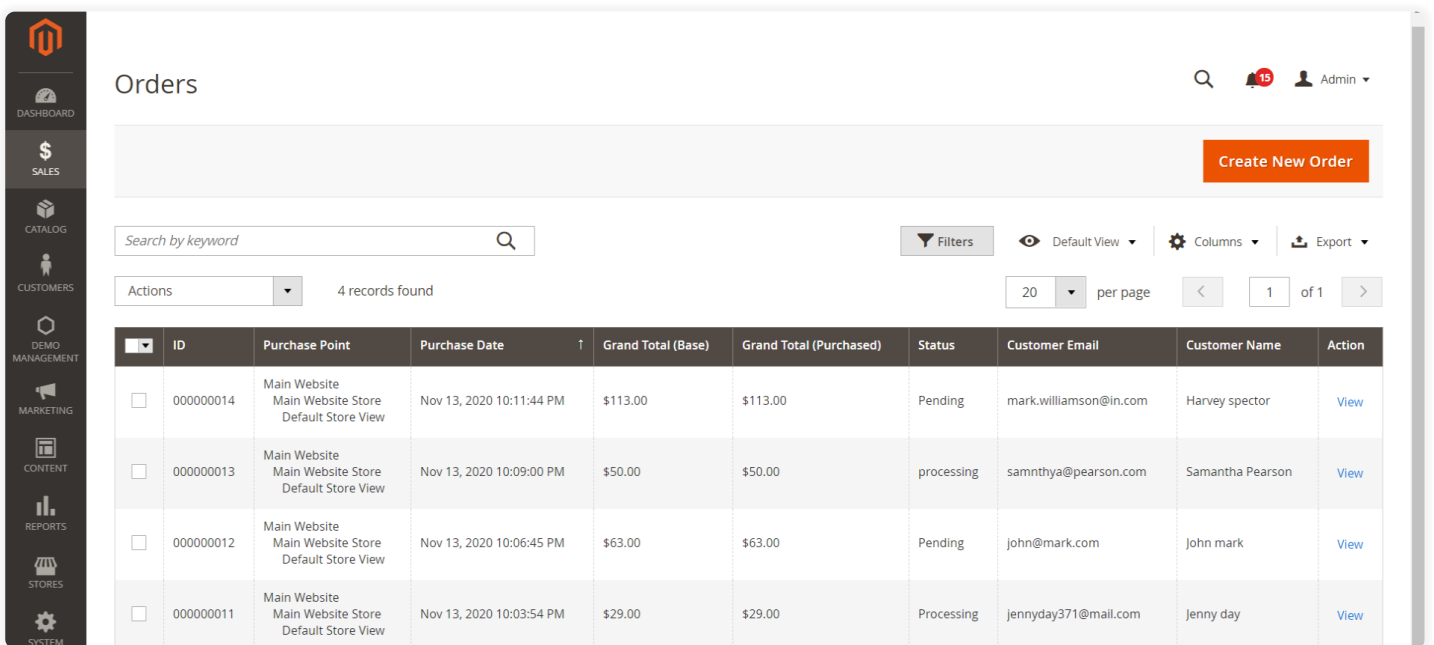 Orders
15
Admin
DASHBOARD
$
SALES
Create New Order
CATALOG
Search by keyword
Filters
Default View
Columns
Export
CUSTOMERS
Actions
4 records found
20
per page
1
of 1
DEMO
MANAGEMENT
ID Purchase Point Purchase Date ↑ Grand Total (Base) Grand Total (Purchased) Status Customer Email Customer Name Action
Main Website
000000014 Main Website Store Nov 13, 2020 10:11:44 PM $113.00 $113.00 Pending mark.williamson@in.com Harvey spector View
Default Store View
MARKETING
Main Website
000000013 Main Website Store Nov 13, 2020 10:09:00 PM $50.00 $50.00 processing samnthya@pearson.com Samantha Pearson View
Default Store View
CONTENT
Main Website
000000012 Main Website Store Nov 13, 2020 10:06:45 PM $63.00 $63.00 Pending john@mark.com John mark View
Default Store View
REPORTS
STORES
Main Website
000000011 Main Website Store Nov 13, 2020 10:03:54 PM $29.00 $29.00 Processing jennyday371@mail.com Jenny day View
Default Store View
SYSTEM